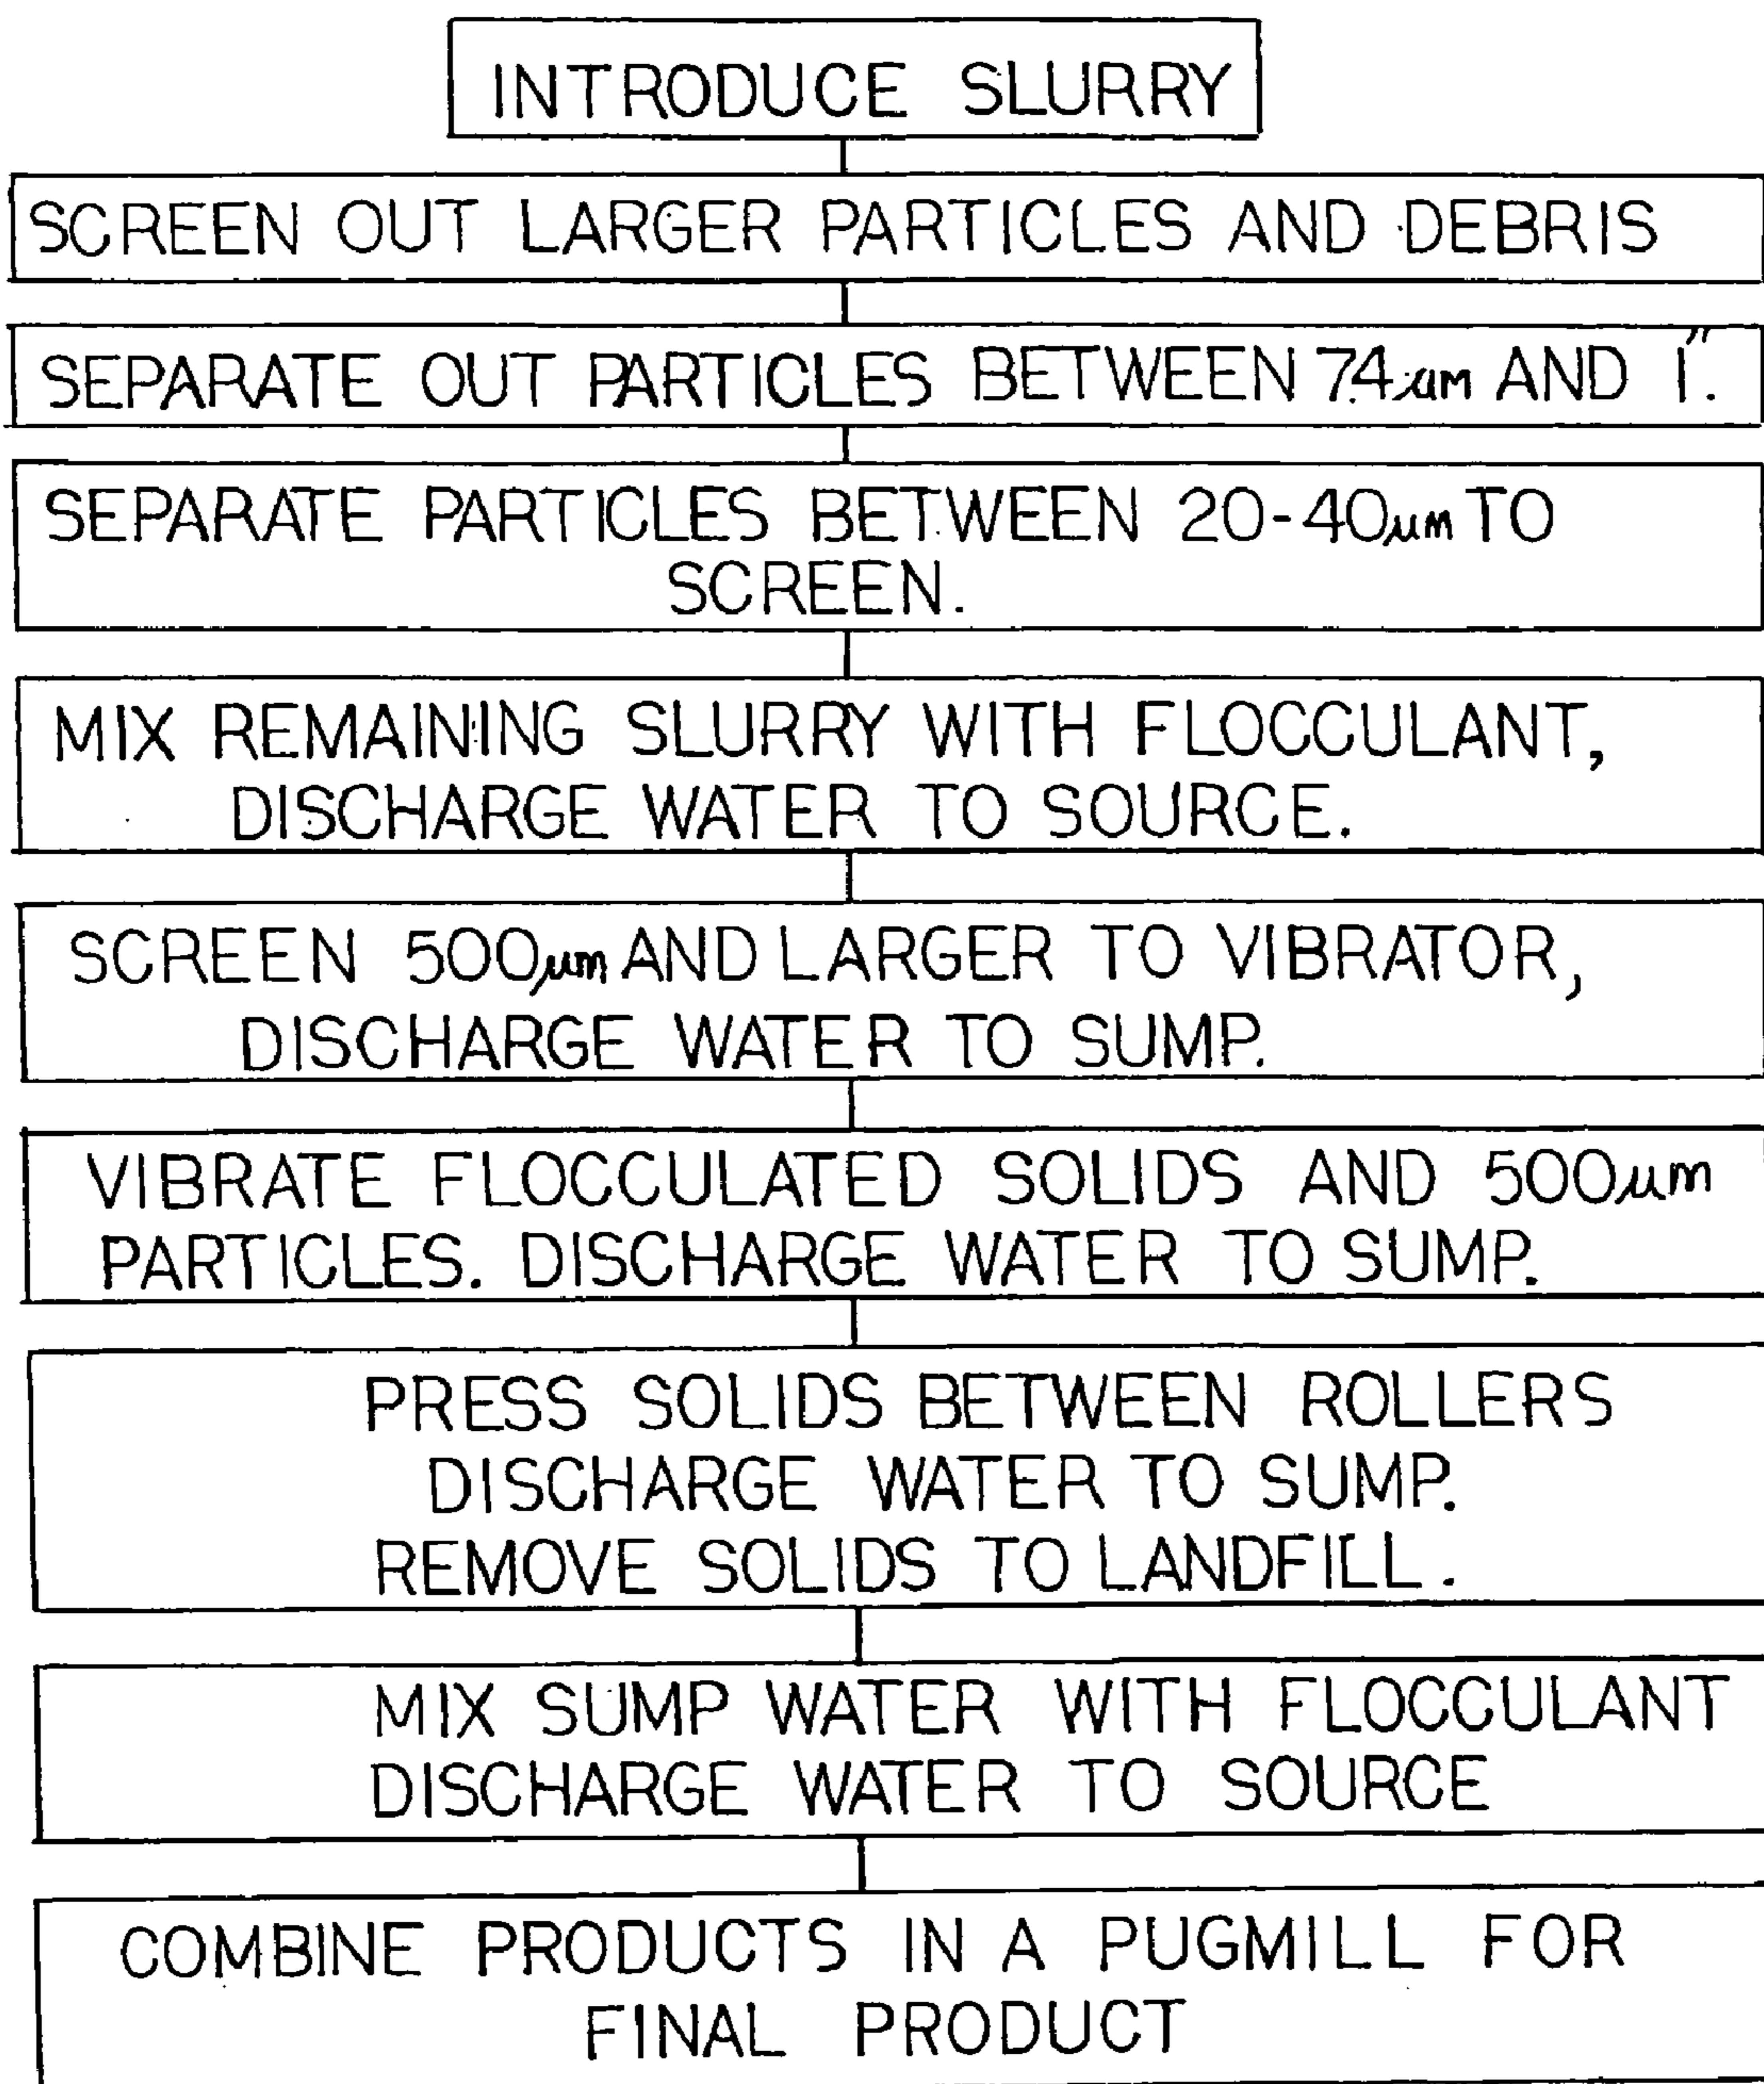 INTRODUCE SLURRY
SCREEN OUT LARGER PARTICLES AND DEBRIS
SEPARATE OUT PARTICLES BETWEEN 74µm AND 1".
SEPARATE PARTICLES BETWEEN 20-40µm TO
SCREEN.
MIX REMAINING SLURRY WITH FLOCCULANT,
DISCHARGE WATER TO SOURCE.
SCREEN 500µm AND LARGER TO VIBRATOR,
DISCHARGE WATER TO SUMP.
VIBRATE FLOCCULATED SOLIDS AND 500µm
PARTICLES. DISCHARGE WATER TO SUMP.
PRESS SOLIDS BETWEEN ROLLERS
DISCHARGE WATER TO SUMP.
REMOVE SOLIDS TO LANDFILL.
MIX SUMP WATER WITH FLOCCULANT
DISCHARGE WATER TO SOURCE
COMBINE PRODUCTS IN A PUGMILL FOR
FINAL PRODUCT